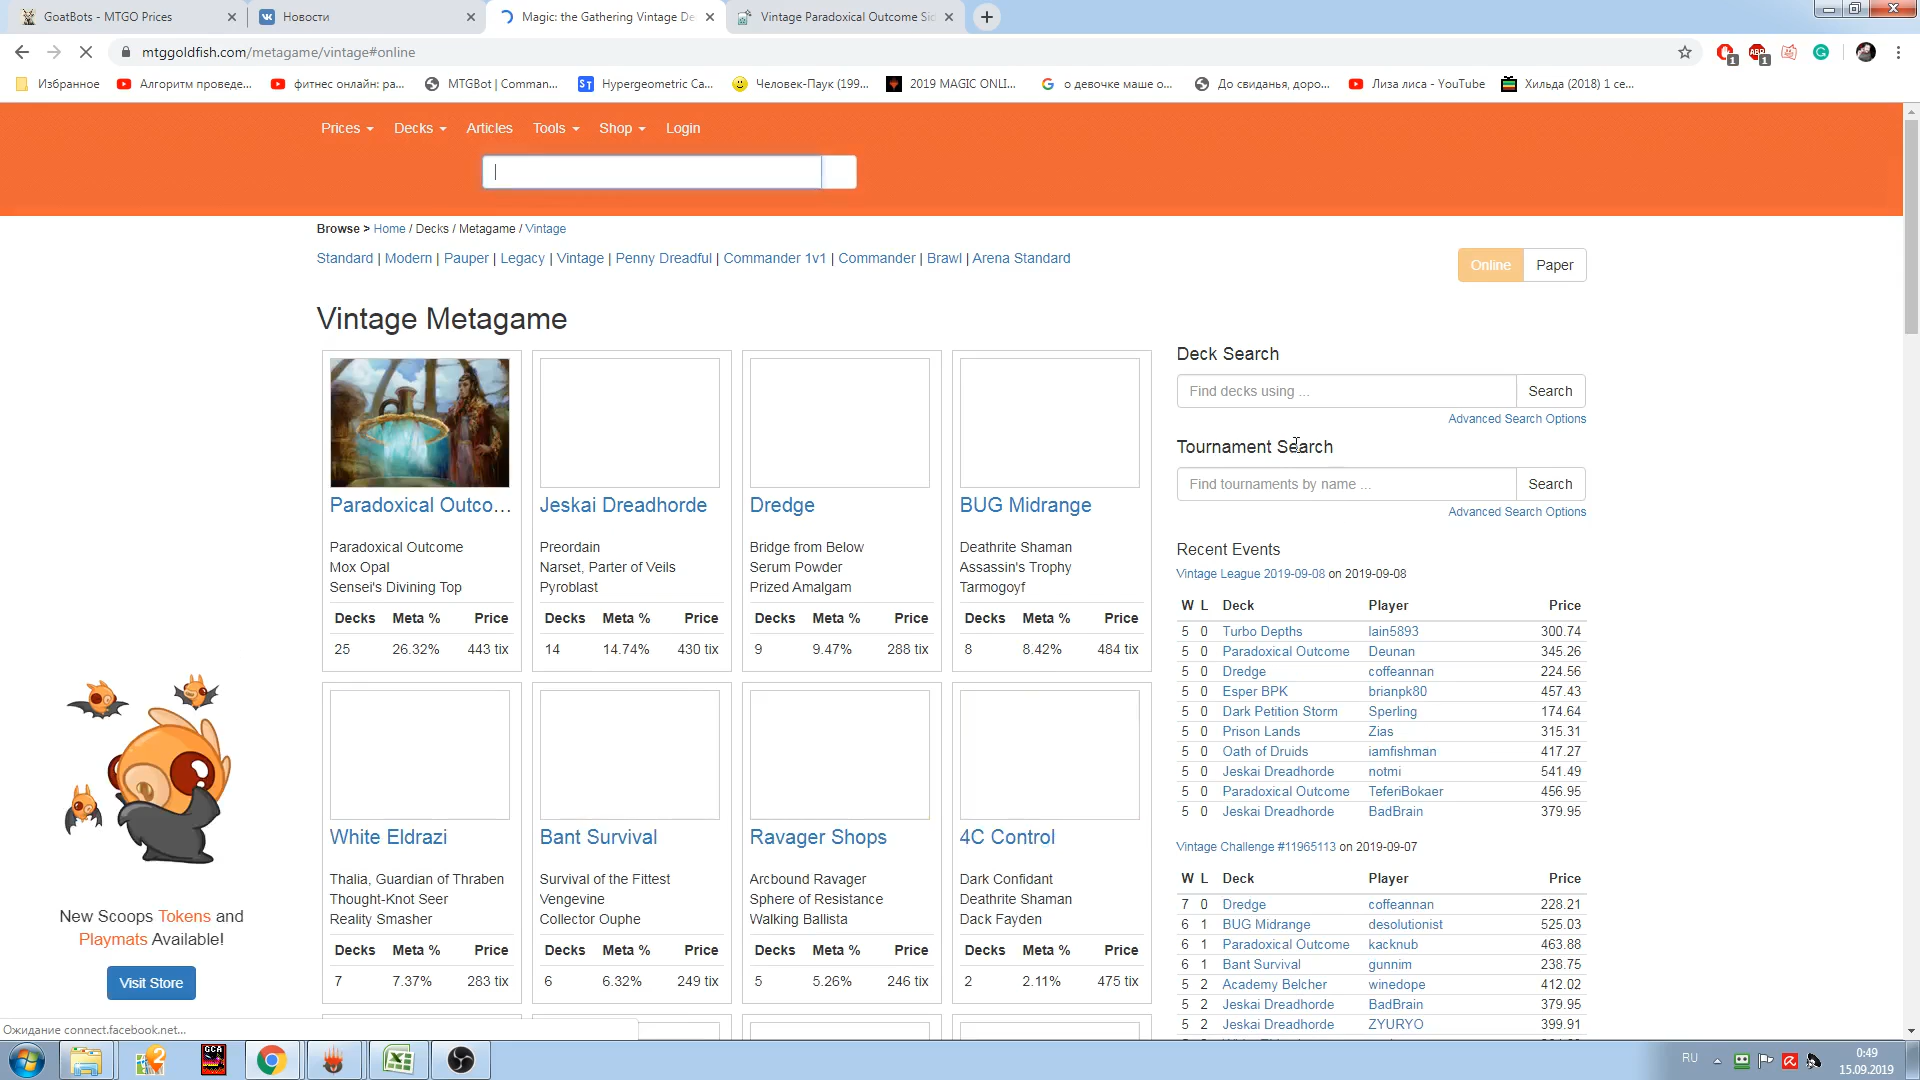 GoatBots - MTGO Prices
Новости
Magic: the Gathering Vintage De
Vintage Paradoxical Outcome Sid
mtggoldfish.com/metagame/vintage#online
Избранное Алгоритм проведе... фитнес онлайн: ра... MTGBot | Comman... Hypergeometric Ca... Человек-Паук (199... 2019 MAGIC ONLI... о девочке маше о... До свиданья, доро... Лиза лиса - YouTube Хильда (2018) 1 се...
Prices Decks Articles Tools Shop Login
Browse > Home / Decks / Metagame / Vintage
Standard | Modern | Pauper | Legacy | Vintage | Penny Dreadful | Commander 1v1 | Commander | Brawl | Arena Standard
Online Paper
Vintage Metagame
Paradoxical Outco...
Paradoxical Outcome
Mox Opal
Sensei's Divining Top
Decks Meta % Price
25 26.32% 443 tix
Jeskai Dreadhorde
Preordain
Narset, Parter of Veils
Pyroblast
Decks Meta % Price
14 14.74% 430 tix
Dredge
Bridge from Below
Serum Powder
Prized Amalgam
Decks Meta % Price
9 9.47% 288 tix
BUG Midrange
Deathrite Shaman
Assassin's Trophy
Tarmogoyf
Decks Meta % Price
8 8.42% 484 tix
White Eldrazi
Thalia, Guardian of Thraben
Thought-Knot Seer
Reality Smasher
Decks Meta % Price
7 7.37% 283 tix
Bant Survival
Survival of the Fittest
Vengevine
Collector Ouphe
Decks Meta % Price
6 6.32% 249 tix
Ravager Shops
Arcbound Ravager
Sphere of Resistance
Walking Ballista
Decks Meta % Price
5 5.26% 246 tix
4C Control
Dark Confidant
Deathrite Shaman
Dack Fayden
Decks Meta % Price
2 2.11% 475 tix
Deck Search
Find decks using ... Search
Advanced Search Options
Tournament Search
Find tournaments by name ... Search
Advanced Search Options
Recent Events
Vintage League 2019-09-08 on 2019-09-08
W L Deck Player Price
5 0 Turbo Depths lain5893 300.74
5 0 Paradoxical Outcome Deunan 345.26
5 0 Dredge coffeannan 224.56
5 0 Esper BPK brianpk80 457.43
5 0 Dark Petition Storm Sperling 174.64
5 0 Prison Lands Zias 315.31
5 0 Oath of Druids iamfishman 417.27
5 0 Jeskai Dreadhorde notmi 541.49
5 0 Paradoxical Outcome TeferiBokaer 456.95
5 0 Jeskai Dreadhorde BadBrain 379.95
Vintage Challenge #11965113 on 2019-09-07
W L Deck Player Price
7 0 Dredge coffeannan 228.21
6 1 BUG Midrange desolutionist 525.03
6 1 Paradoxical Outcome kacknub 463.88
6 1 Bant Survival gunnim 238.75
5 2 Academy Belcher winedope 412.02
5 2 Jeskai Dreadhorde BadBrain 379.95
5 2 Jeskai Dreadhorde ZYURYO 399.91
New Scoops Tokens and
Playmats Available!
Visit Store
Ожидание connect.facebook.net...
GCA
RU
0:49
15.09.2019